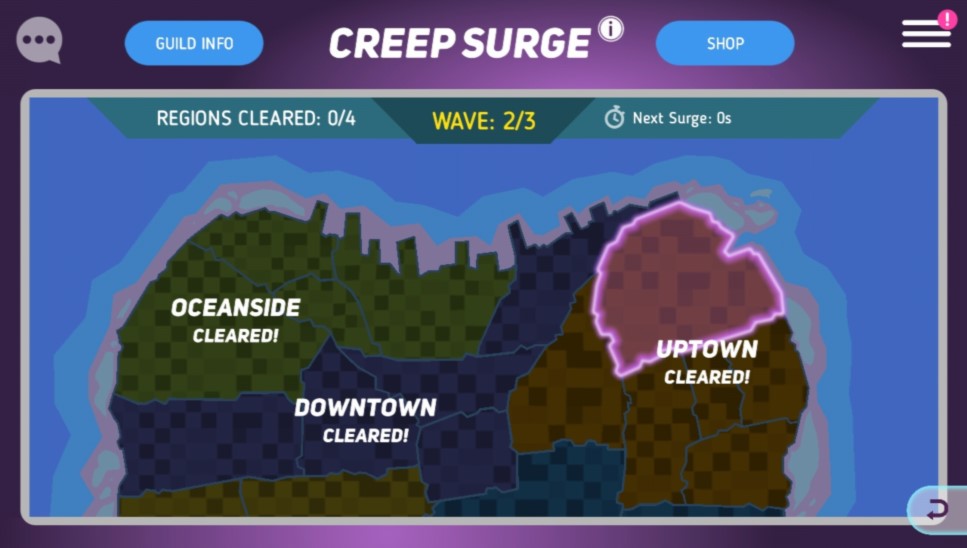 GUILD INFO
CREEP SURGE
i
SHOP
!
REGIONS CLEARED: 0/4
WAVE: 2/3
Next Surge: 0s
OCEANSIDE
CLEARED!
UPTOWN
CLEARED!
DOWNTOWN
CLEARED!